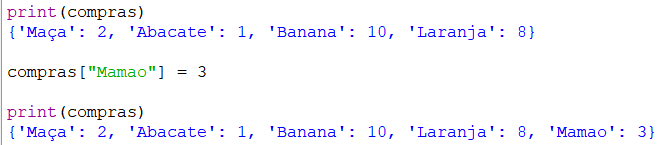 print(compras)
{'Maça': 2, 'Abacate': 1, 'Banana': 10, 'Laranja': 8}
compras["Mamao"] = 3
print(compras)
{'Maça': 2, 'Abacate': 1, 'Banana': 10, 'Laranja': 8, 'Mamao': 3}